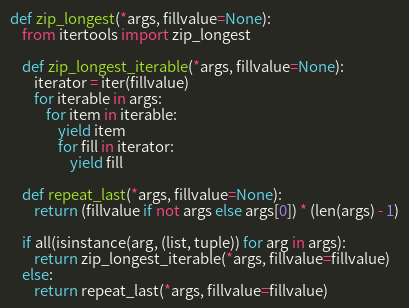 def zip_longest(*args, fillvalue=None):
from itertools import zip_longest
def zip_longest_iterable(*args, fillvalue=None):
iterator = iter(fillvalue)
for iterable in args:
for item in iterable:
yield item
for fill in iterator:
yield fill
def repeat_last(*args, fillvalue=None):
return (fillvalue if not args else args[0]) * (len(args) - 1)
if all(isinstance(arg, (list, tuple)) for arg in args):
return zip_longest_iterable(*args, fillvalue=fillvalue)
else:
return repeat_last(*args, fillvalue=fillvalue)